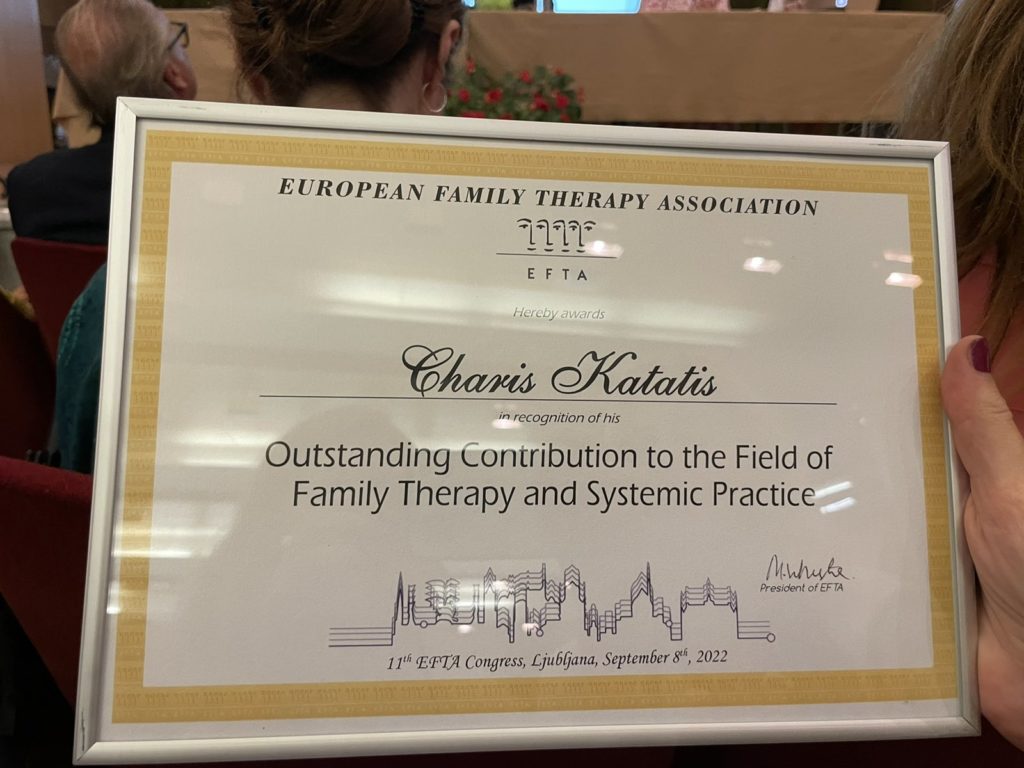 EUROPEAN FAMILY THERAPY ASSOCIATION
EFTA
Hereby awards
Charis Katatis
in recognition of his
Outstanding Contribution to the Field of
Family Therapy and Systemic Practice
President of EFTA
11th EFTA Congress, Ljubljana, September 8th, 2022